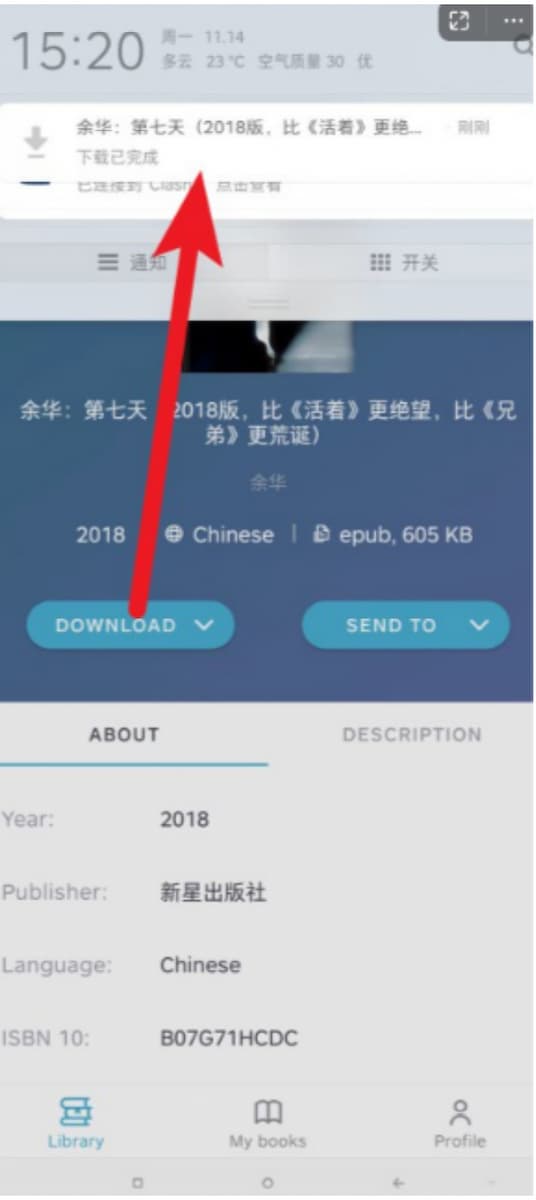 15:20
周一 11.14
多云 23℃ 空气质量 30 优
余华：第七天（2018版，比《活着》更绝... · 刚刚
下载已完成
已连接到 Clash 点击查看
通知
开关
余华：第七天 2018版，比《活着》更绝望，比《兄
弟》更荒诞）
余华
2018 Chinese | epub, 605 KB
DOWNLOAD
SEND TO
ABOUT
DESCRIPTION
Year: 2018
Publisher: 新星出版社
Language: Chinese
ISBN 10: B07G71HCDC
Library
My books
Profile